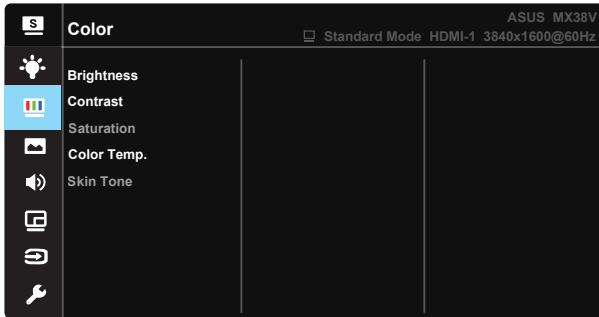 S
Color
ASUS MX38V
Standard Mode HDMI-1 3840x1600@60Hz
Brightness
Contrast
Saturation
Color Temp.
Skin Tone